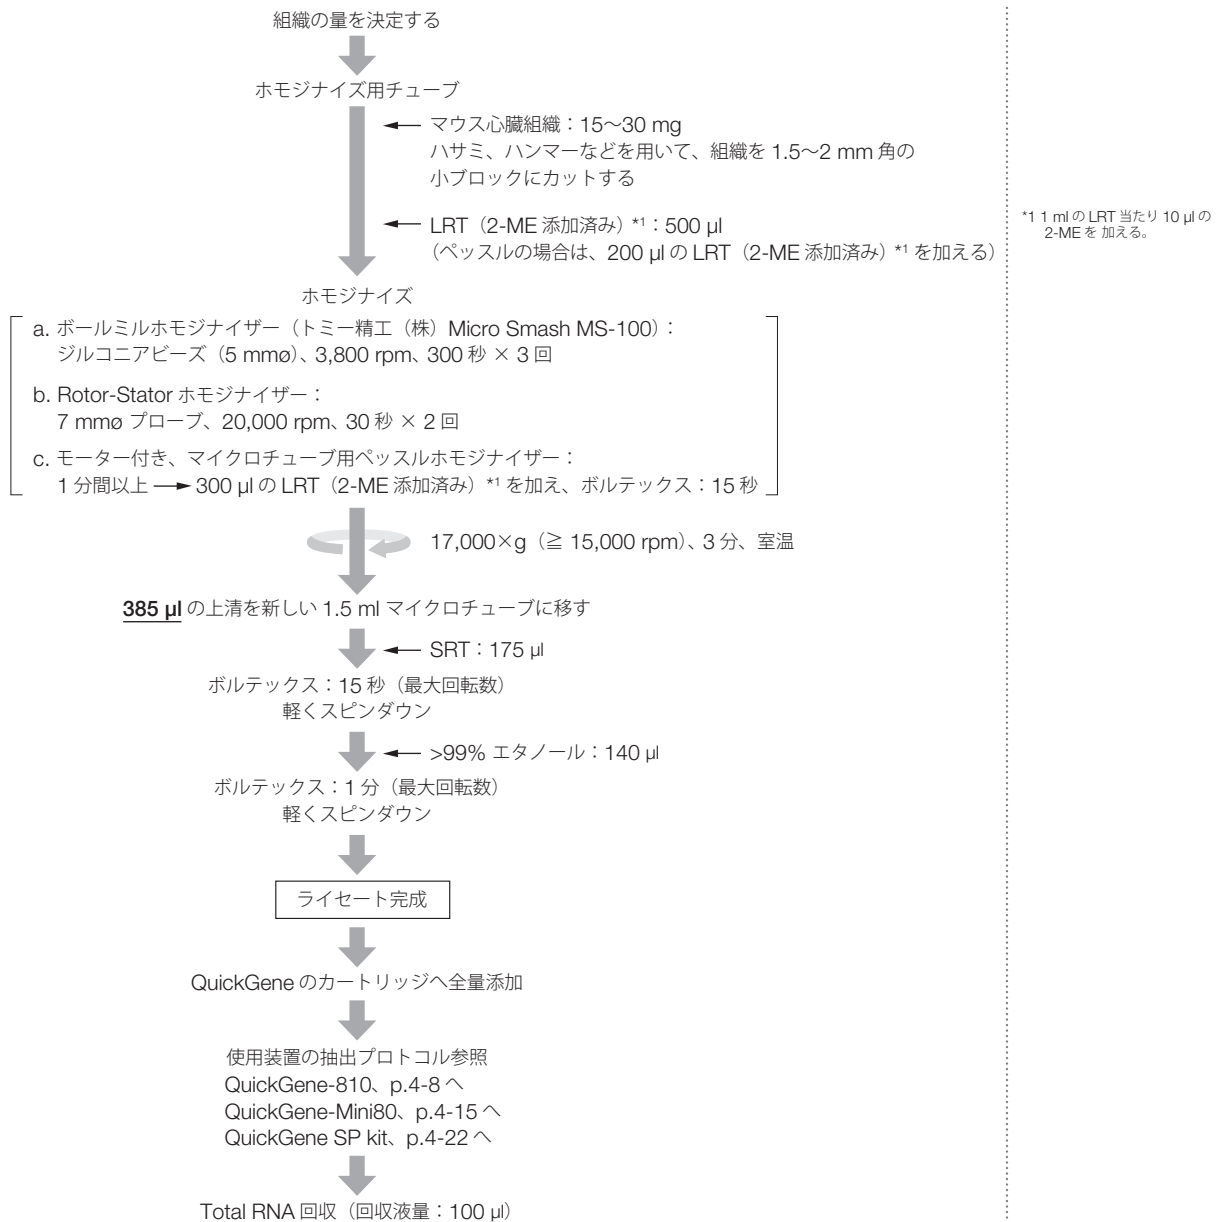 組織の量を決定する
ホモジナイズ用チューブ
マウス心臓組織：15〜30 mg
ハサミ、ハンマーなどを用いて、組織を 1.5〜2 mm 角の
小ブロックにカットする
LRT（2-ME 添加済み）*1：500 µl
（ペッスルの場合は、200 µl の LRT（2-ME 添加済み）*1 を加える）
*1 1 ml の LRT 当たり 10 µl の
2-ME を 加える。
ホモジナイズ
a. ボールミルホモジナイザー（トミー精工（株）Micro Smash MS-100）：
ジルコニアビーズ（5 mmø）、3,800 rpm、300 秒 × 3 回
b. Rotor-Stator ホモジナイザー：
7 mmø プローブ、20,000 rpm、30 秒 × 2 回
c. モーター付き、マイクロチューブ用ペッスルホモジナイザー：
1 分間以上 → 300 µl の LRT（2-ME 添加済み）*1 を加え、ボルテックス：15 秒
17,000×g（≧ 15,000 rpm）、3 分、室温
385 µl の上清を新しい 1.5 ml マイクロチューブに移す
SRT：175 µl
ボルテックス：15 秒（最大回転数）
軽くスピンダウン
>99% エタノール：140 µl
ボルテックス：1 分（最大回転数）
軽くスピンダウン
ライセート完成
QuickGene のカートリッジへ全量添加
使用装置の抽出プロトコル参照
QuickGene-810、p.4-8 へ
QuickGene-Mini80、p.4-15 へ
QuickGene SP kit、p.4-22 へ
Total RNA 回収（回収液量：100 µl）